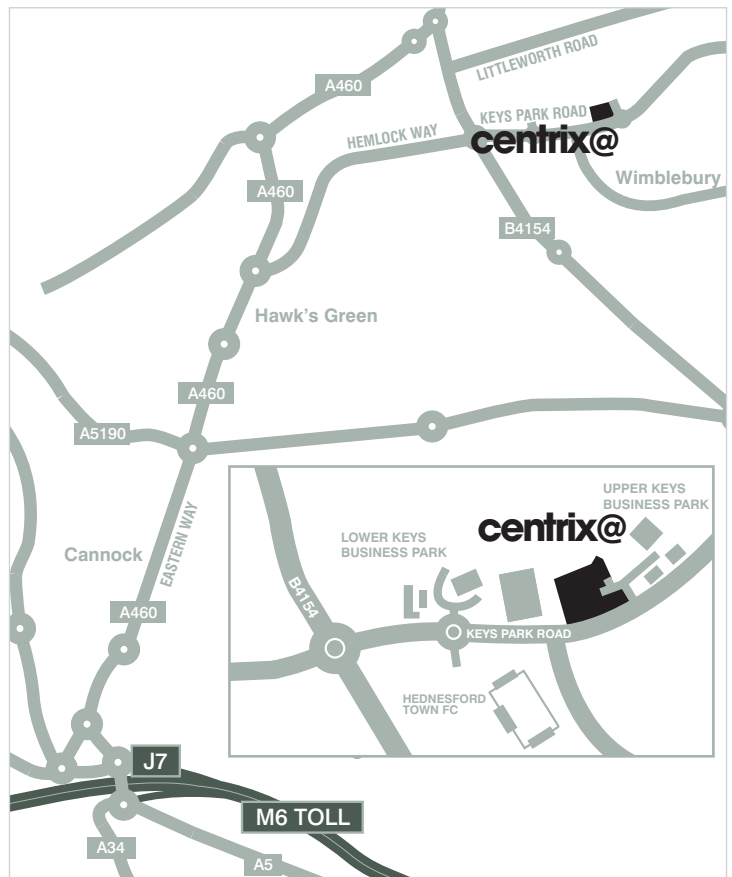 LITTLEWORTH ROAD
A460
KEYS PARK ROAD
HEMLOCK WAY
centrix@
Wimblebury
A460
B4154
Hawk's Green
A460
A5190
EASTERN WAY
Cannock
A460
UPPER KEYS
BUSINESS PARK
centrix@
LOWER KEYS
BUSINESS PARK
B4154
KEYS PARK ROAD
HEDNESFORD
TOWN FC
J7
M6 TOLL
A34
A5